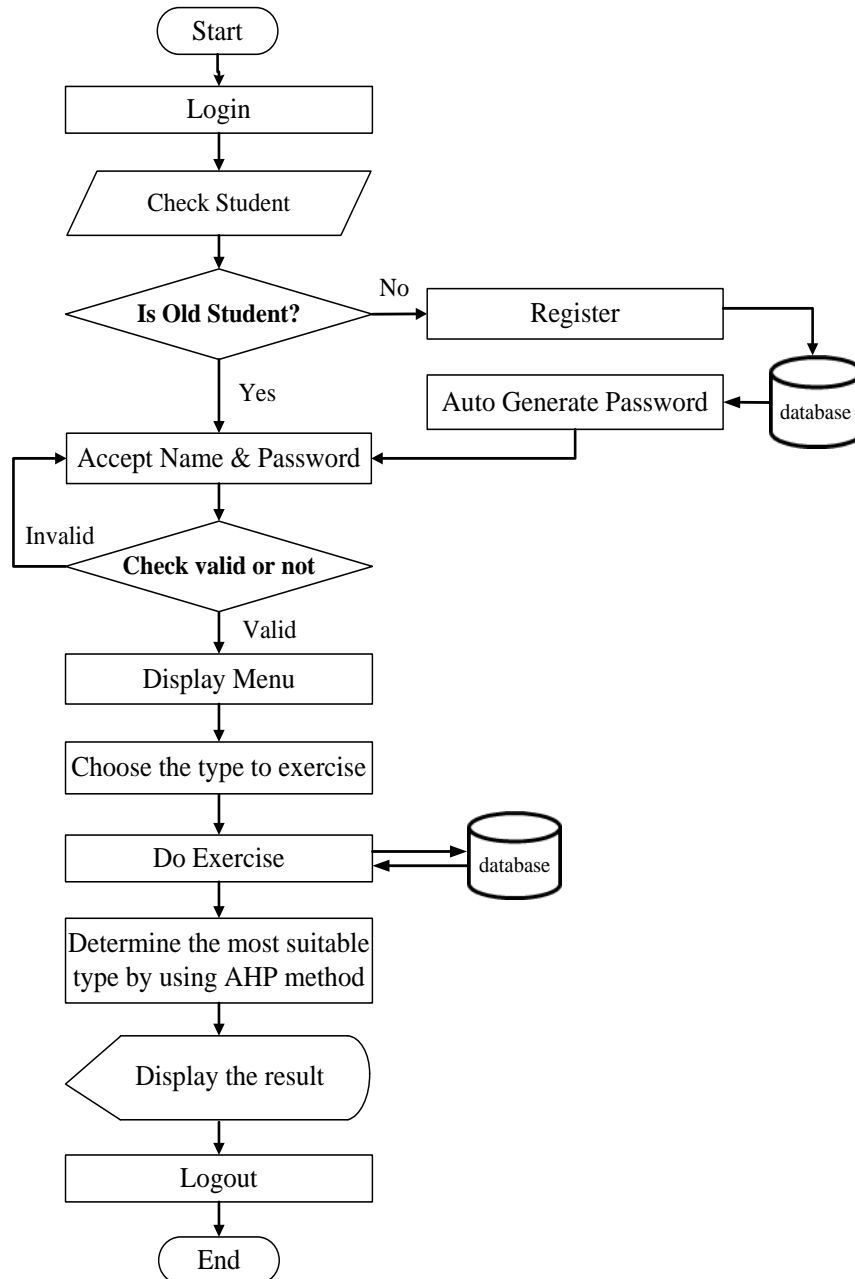 Start
Login
Check Student
Is Old Student?
No
Register
Yes
Auto Generate Password
database
Accept Name & Password
Invalid
Check valid or not
Valid
Display Menu
Choose the type to exercise
Do Exercise
database
Determine the most suitable
type by using AHP method
Display the result
Logout
End